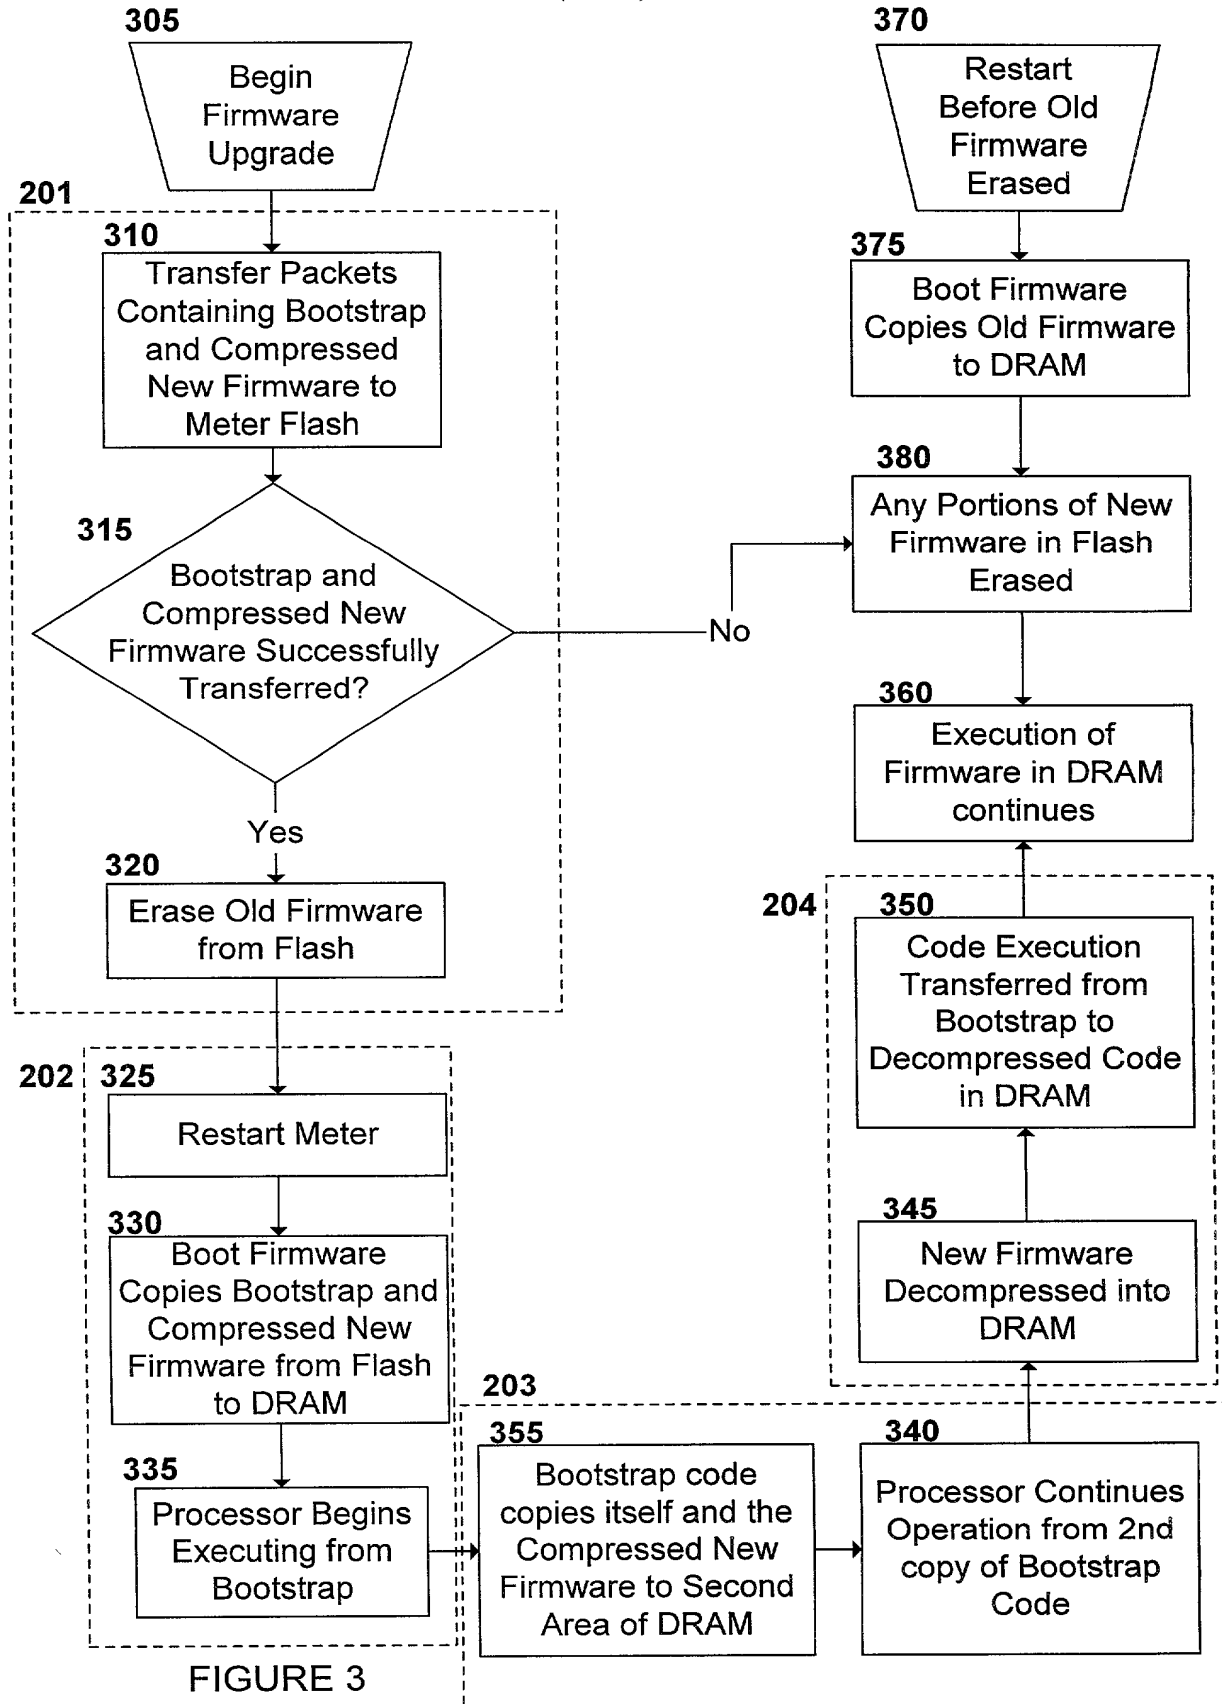 305
Begin
Firmware
Upgrade
201
310
Transfer Packets
Containing Bootstrap
and Compressed
New Firmware to
Meter Flash
315
Bootstrap and
Compressed New
Firmware Successfully
Transferred?
No
Yes
320
Erase Old Firmware
from Flash
202
325
Restart Meter
330
Boot Firmware
Copies Bootstrap and
Compressed New
Firmware from Flash
to DRAM
335
Processor Begins
Executing from
Bootstrap
203
355
Bootstrap code
copies itself and the
Compressed New
Firmware to Second
Area of DRAM
340
Processor Continues
Operation from 2nd
copy of Bootstrap
Code
204
345
New Firmware
Decompressed into
DRAM
350
Code Execution
Transferred from
Bootstrap to
Decompressed Code
in DRAM
360
Execution of
Firmware in DRAM
continues
370
Restart
Before Old
Firmware
Erased
375
Boot Firmware
Copies Old Firmware
to DRAM
380
Any Portions of New
Firmware in Flash
Erased
FIGURE 3